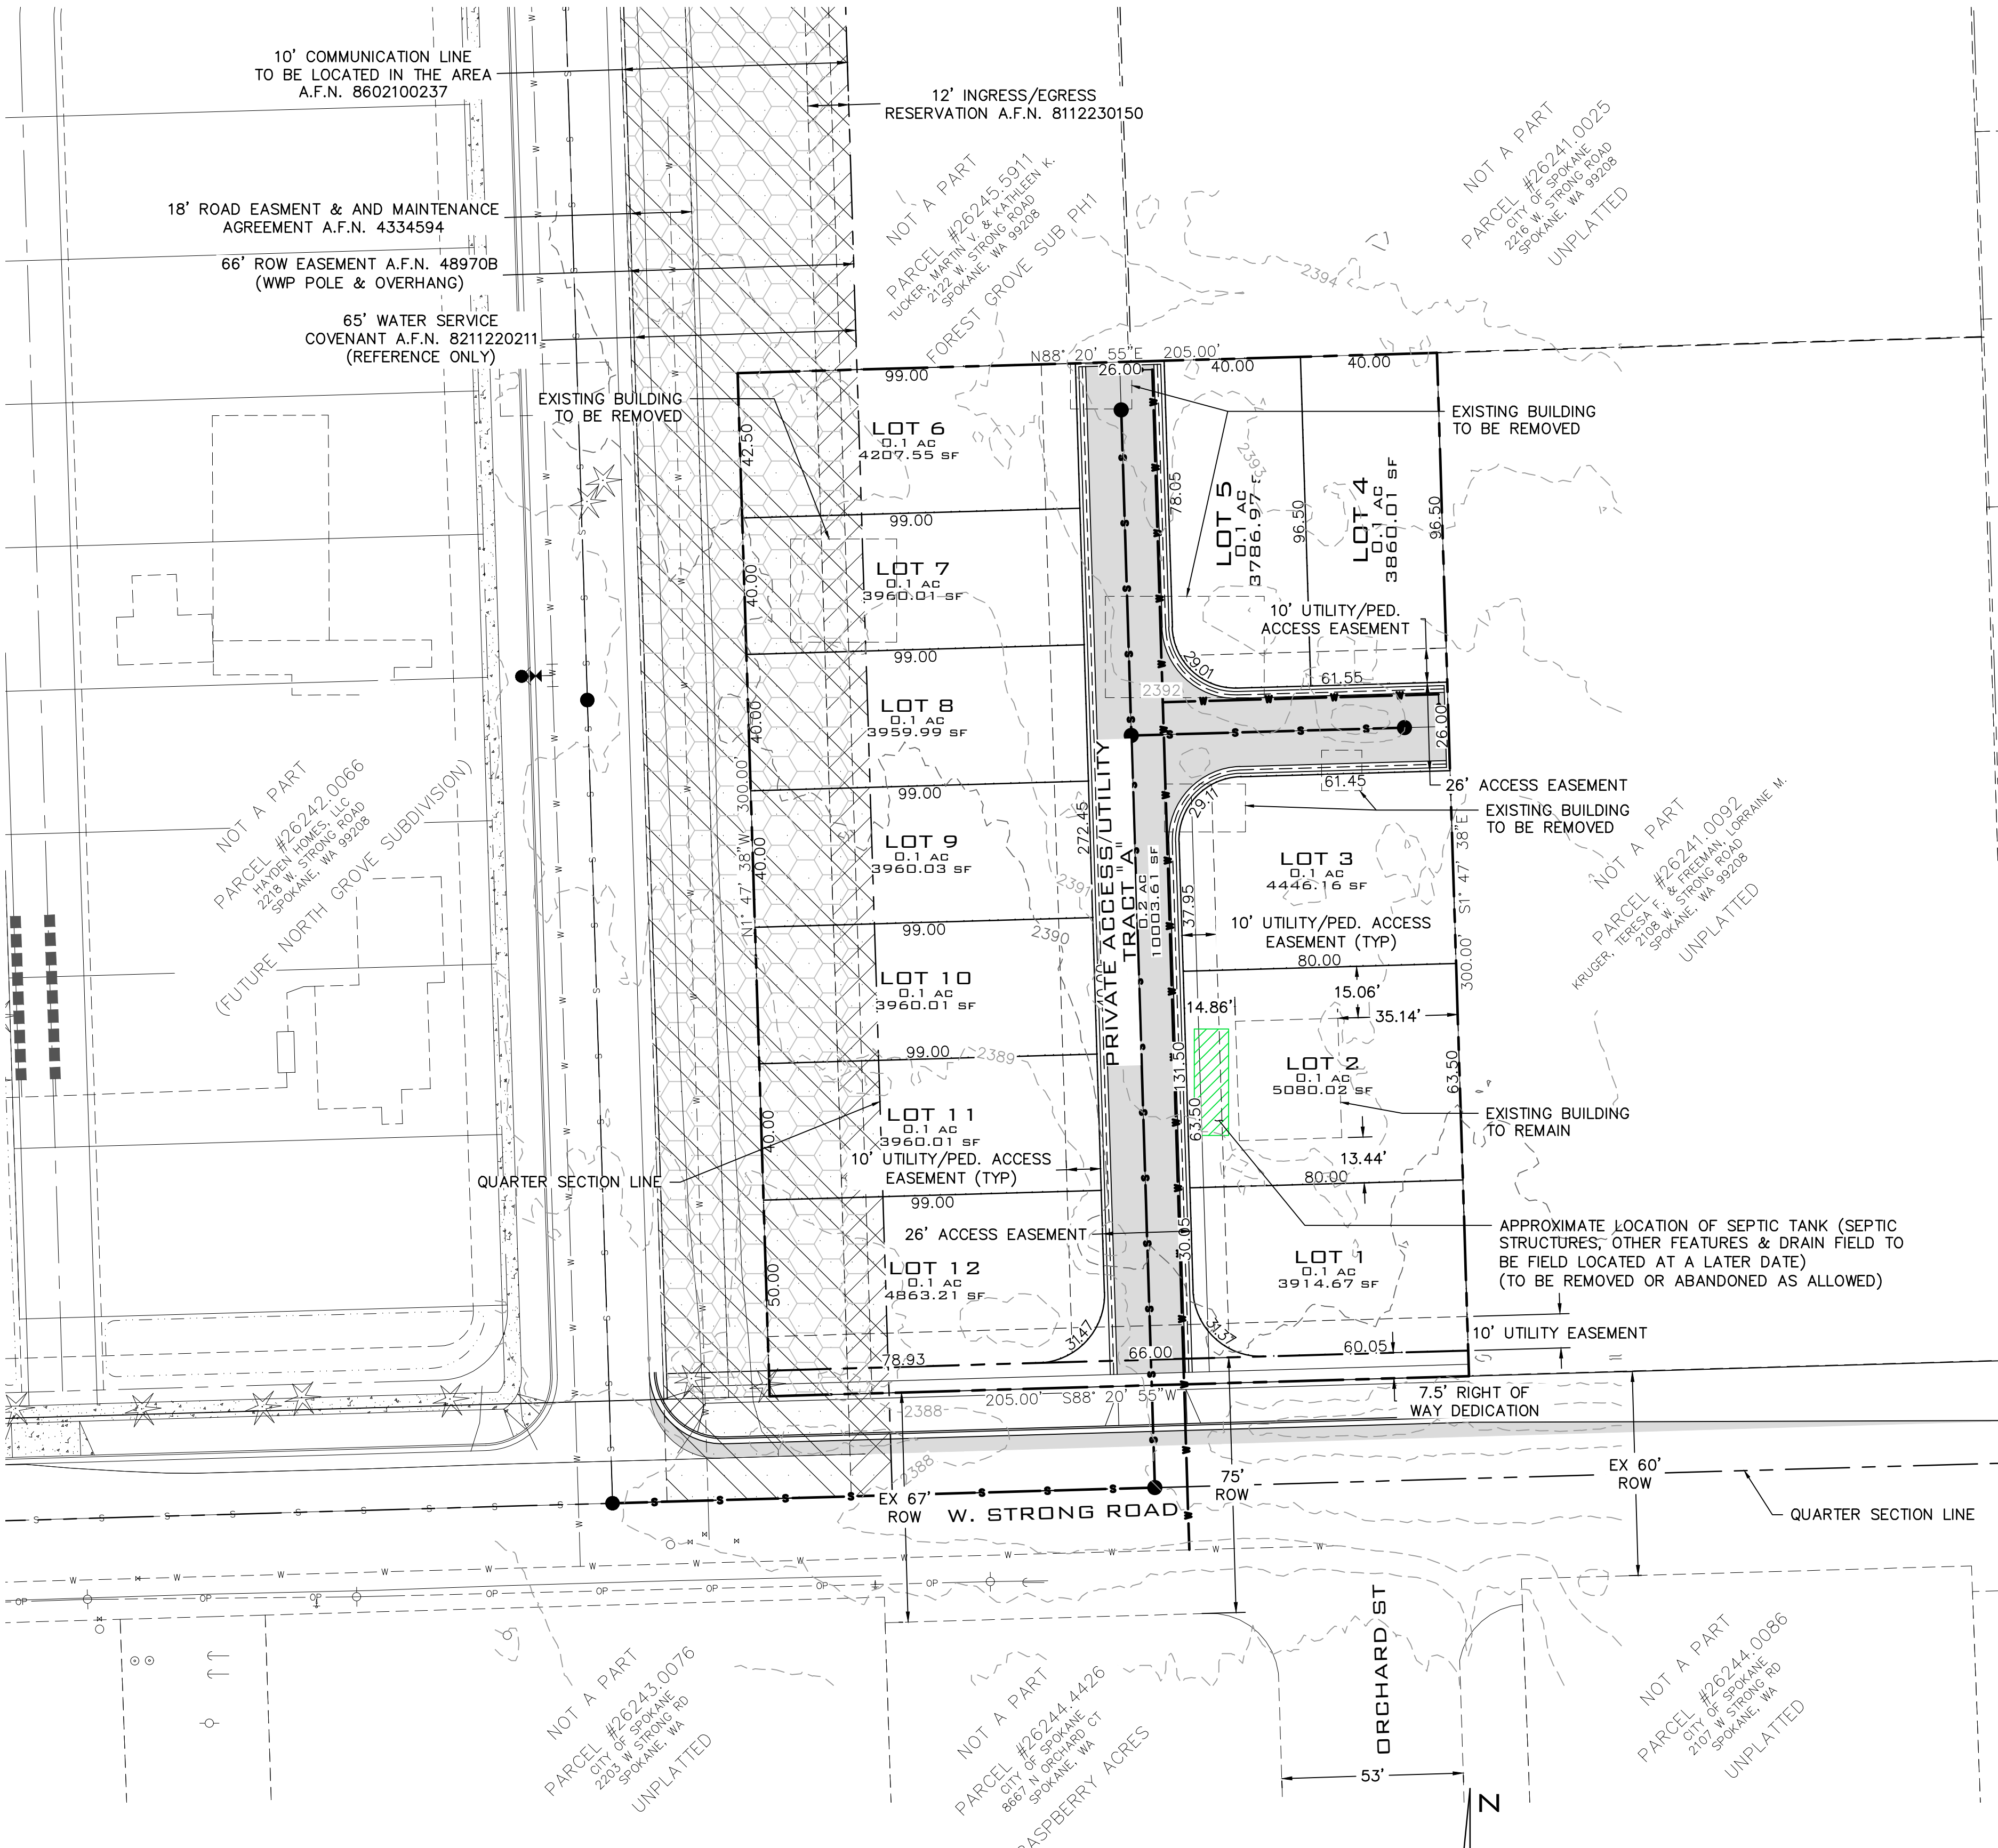 10' COMMUNICATION LINE
TO BE LOCATED IN THE AREA
A.F.N. 8602100237
12' INGRESS/EGRESS
RESERVATION A.F.N. 8112230150
18' ROAD EASMENT & AND MAINTENANCE
AGREEMENT A.F.N. 4334594
66' ROW EASEMENT A.F.N. 48970B
(WWP POLE & OVERHANG)
65' WATER SERVICE
COVENANT A.F.N. 8211220211
(REFERENCE ONLY)
NOT A PART
PARCEL #26245.5911
TUCKER, MARTIN V. & KATHLEEN K.
2122 W. STRONG ROAD
SPOKANE, WA 99208
FOREST GROVE SUB PH1
NOT A PART
PARCEL #26241.0025
CITY OF SPOKANE
2216 W. STRONG ROAD
SPOKANE, WA 99208
UNPLATTED
2394
N88° 20' 55"E 205.00'
99.00
26.00
40.00
40.00
EXISTING BUILDING
TO BE REMOVED
EXISTING BUILDING
TO BE REMOVED
LOT 6
0.1 AC
4207.55 SF
42.50
99.00
LOT 5
0.1 AC
3786.97
78.05
96.50
2393
LOT 4
0.1 AC
3860.01 SF
96.50
LOT 7
0.1 AC
3960.01 SF
40.00
99.00
10' UTILITY/PED.
ACCESS EASEMENT
29.01
61.55
2392
LOT 8
0.1 AC
3959.99 SF
40.00
99.00
26.00
61.45
26' ACCESS EASEMENT
EXISTING BUILDING
TO BE REMOVED
29.11
N1° 47' 38"W 300.00'
LOT 9
0.1 AC
3960.03 SF
40.00
99.00
272.45
2391
PRIVATE ACCESS/UTILITY
TRACT "A"
0.2 AC
10003.61 SF
LOT 3
0.1 AC
4446.16 SF
37.95
10' UTILITY/PED. ACCESS
EASEMENT (TYP)
80.00
S1° 47' 38"E
300.00'
NOT A PART
PARCEL #26242.0066
HAYDEN HOMES, LLC
2218 W. STRONG ROAD
SPOKANE, WA 99208
(FUTURE NORTH GROVE SUBDIVISION)
NOT A PART
PARCEL #26241.0092
KRUGER, TERESA F. & FREEMAN, LORRAINE M.
2108 W. STRONG ROAD
SPOKANE, WA 99208
UNPLATTED
2390
LOT 10
0.1 AC
3960.01 SF
99.00
2389
15.06'
14.86'
35.14'
LOT 2
0.1 AC
5080.02 SF
131.50
63.50
63.50
EXISTING BUILDING
TO REMAIN
13.44'
80.00
LOT 11
0.1 AC
3960.01 SF
40.00
10' UTILITY/PED. ACCESS
EASEMENT (TYP)
QUARTER SECTION LINE
99.00
26' ACCESS EASEMENT
30.05
APPROXIMATE LOCATION OF SEPTIC TANK (SEPTIC
STRUCTURES, OTHER FEATURES & DRAIN FIELD TO
BE FIELD LOCATED AT A LATER DATE)
(TO BE REMOVED OR ABANDONED AS ALLOWED)
LOT 12
0.1 AC
4863.21 SF
50.00
LOT 1
0.1 AC
3914.67 SF
31.47
31.37
78.93
66.00
60.05
10' UTILITY EASEMENT
205.00' S88° 20' 55"W
7.5' RIGHT OF
WAY DEDICATION
2388
2388
EX 67'
ROW
75'
ROW
EX 60'
ROW
W. STRONG ROAD
QUARTER SECTION LINE
ORCHARD ST
53'
NOT A PART
PARCEL #26243.0076
CITY OF SPOKANE
2203 W STRONG RD
SPOKANE, WA
UNPLATTED
NOT A PART
PARCEL #26244.4426
CITY OF SPOKANE
8667 N ORCHARD CT
SPOKANE, WA
RASPBERRY ACRES
NOT A PART
PARCEL #26244.0086
CITY OF SPOKANE
2107 W STRONG RD
SPOKANE, WA
UNPLATTED
N